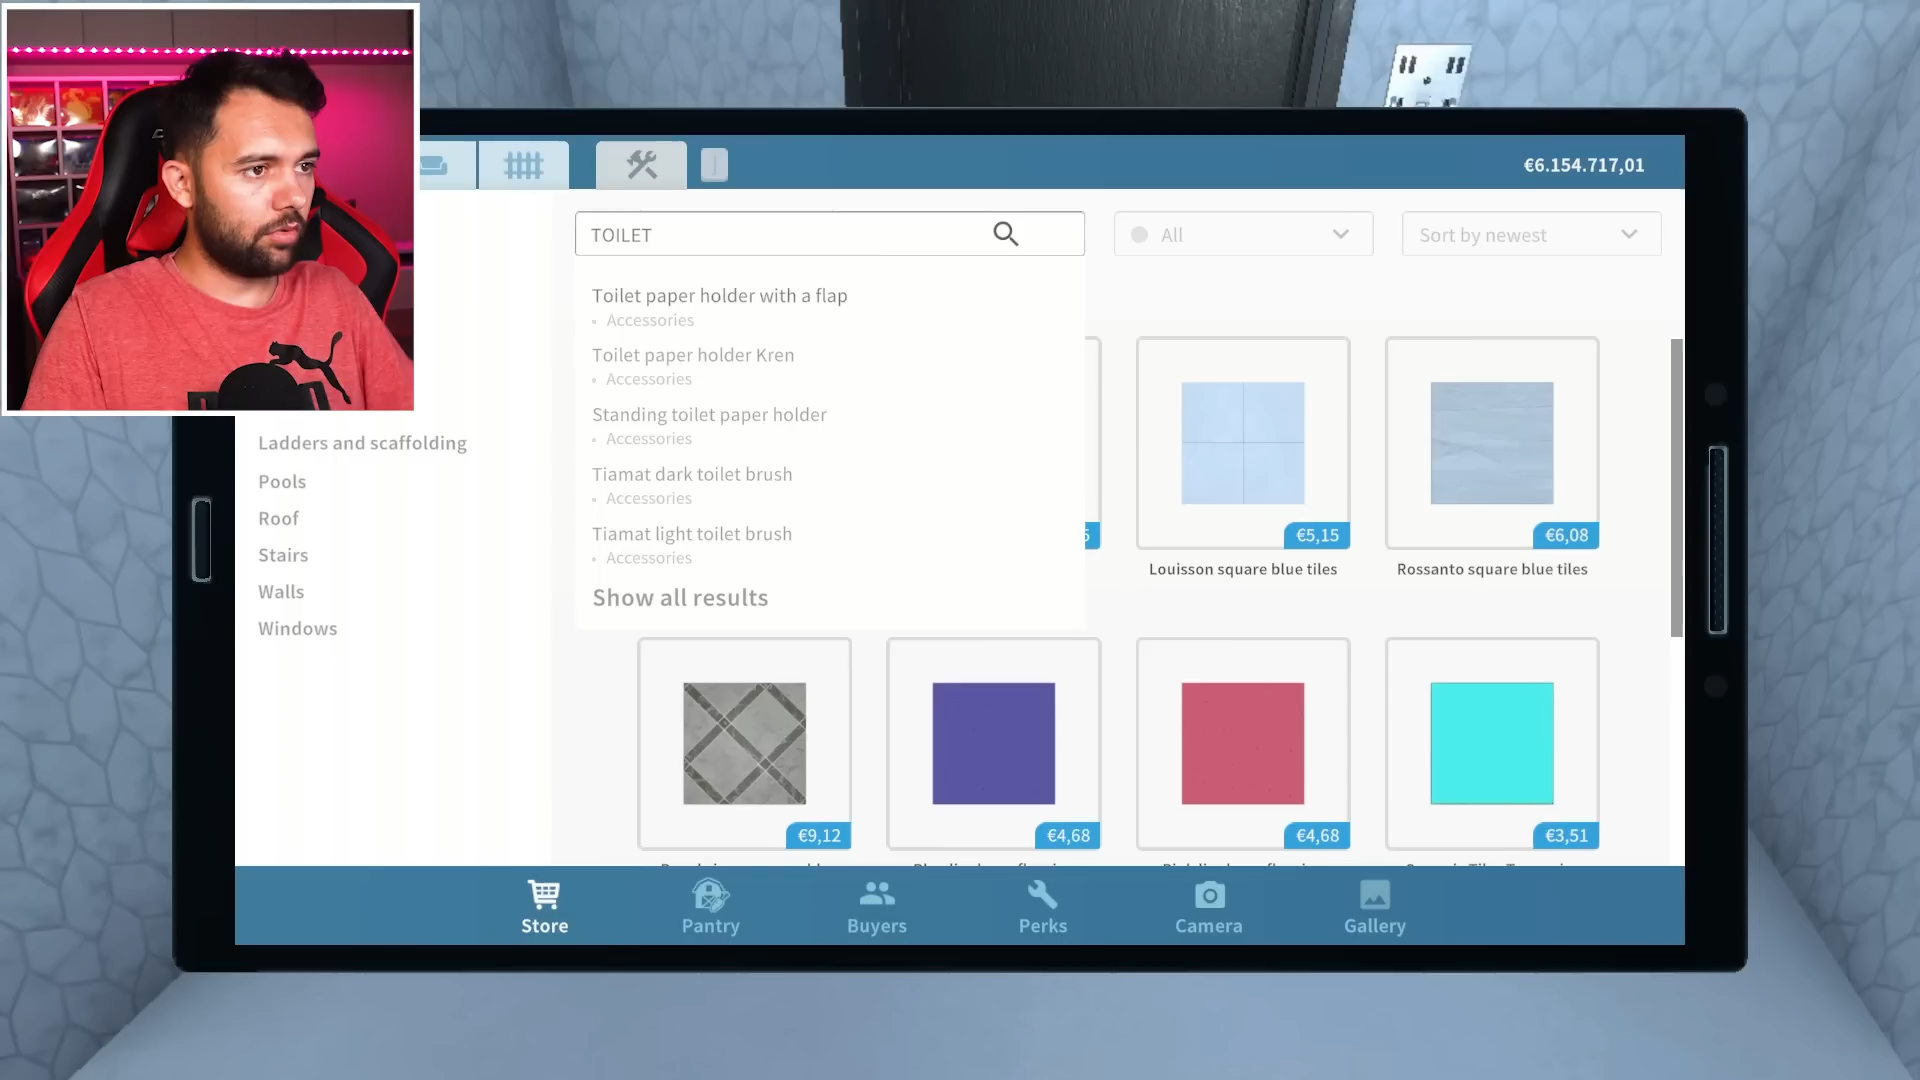 €6.154.717,01
TOILET
All
Sort by newest
Toilet paper holder with a flap
Accessories
Toilet paper holder Kren
Accessories
Standing toilet paper holder
Accessories
Tiamat dark toilet brush
Accessories
Tiamat light toilet brush
Accessories
Show all results
Ladders and scaffolding
Pools
Roof
Stairs
Walls
Windows
5
€5,15
€6,08
Louisson square blue tiles
Rossanto square blue tiles
€9,12
€4,68
€4,68
€3,51
Store
Pantry
Buyers
Perks
Camera
Gallery